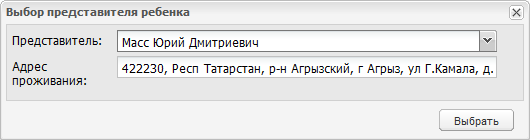 Выбор представителя ребенка
Представитель: Масс Юрий Дмитриевич
Адрес проживания: 422230, Респ Татарстан, р-н Агрызский, г Агрыз, ул Г.Камала, д.
Выбрать